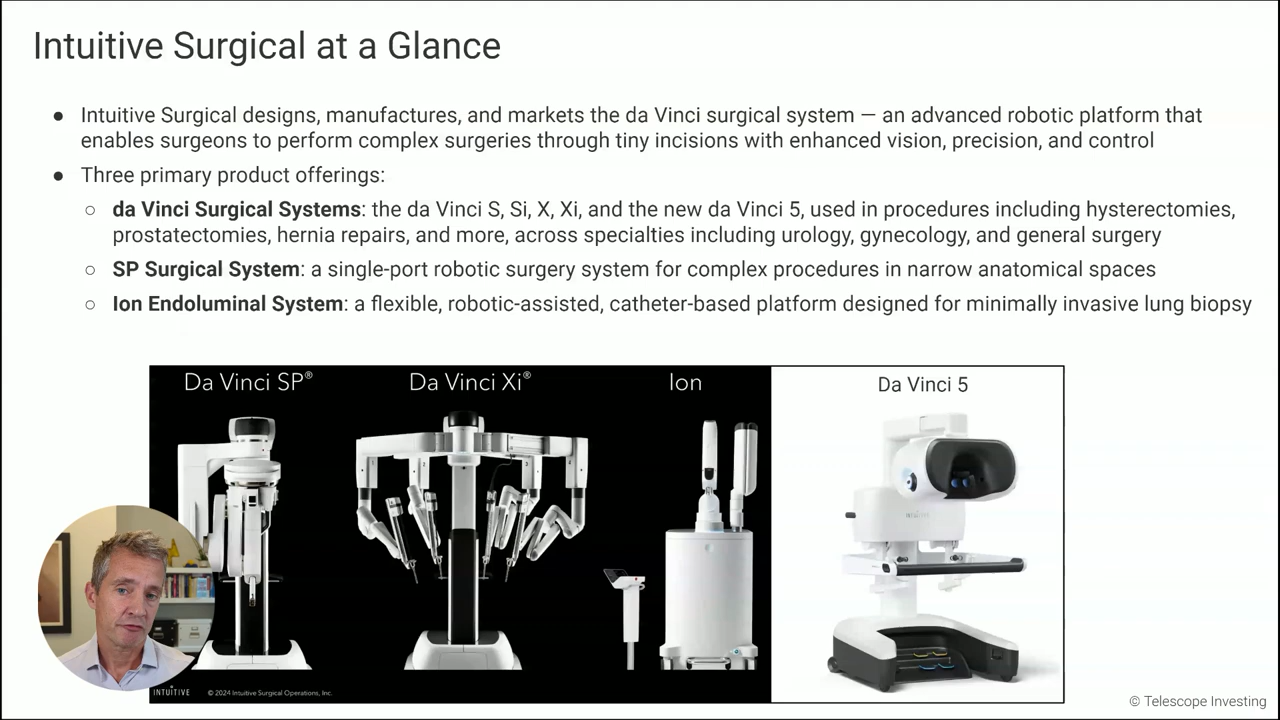 Intuitive Surgical at a Glance
● Intuitive Surgical designs, manufactures, and markets the da Vinci surgical system — an advanced robotic platform that
enables surgeons to perform complex surgeries through tiny incisions with enhanced vision, precision, and control
● Three primary product offerings:
○ da Vinci Surgical Systems: the da Vinci S, Si, X, Xi, and the new da Vinci 5, used in procedures including hysterectomies,
prostatectomies, hernia repairs, and more, across specialties including urology, gynecology, and general surgery
○ SP Surgical System: a single-port robotic surgery system for complex procedures in narrow anatomical spaces
○ Ion Endoluminal System: a flexible, robotic-assisted, catheter-based platform designed for minimally invasive lung biopsy
Da Vinci SP®
Da Vinci Xi®
Ion
Da Vinci 5
INTUITIVE
INTUITIVE
© 2024 Intuitive Surgical Operations, Inc.
© Telescope Investing